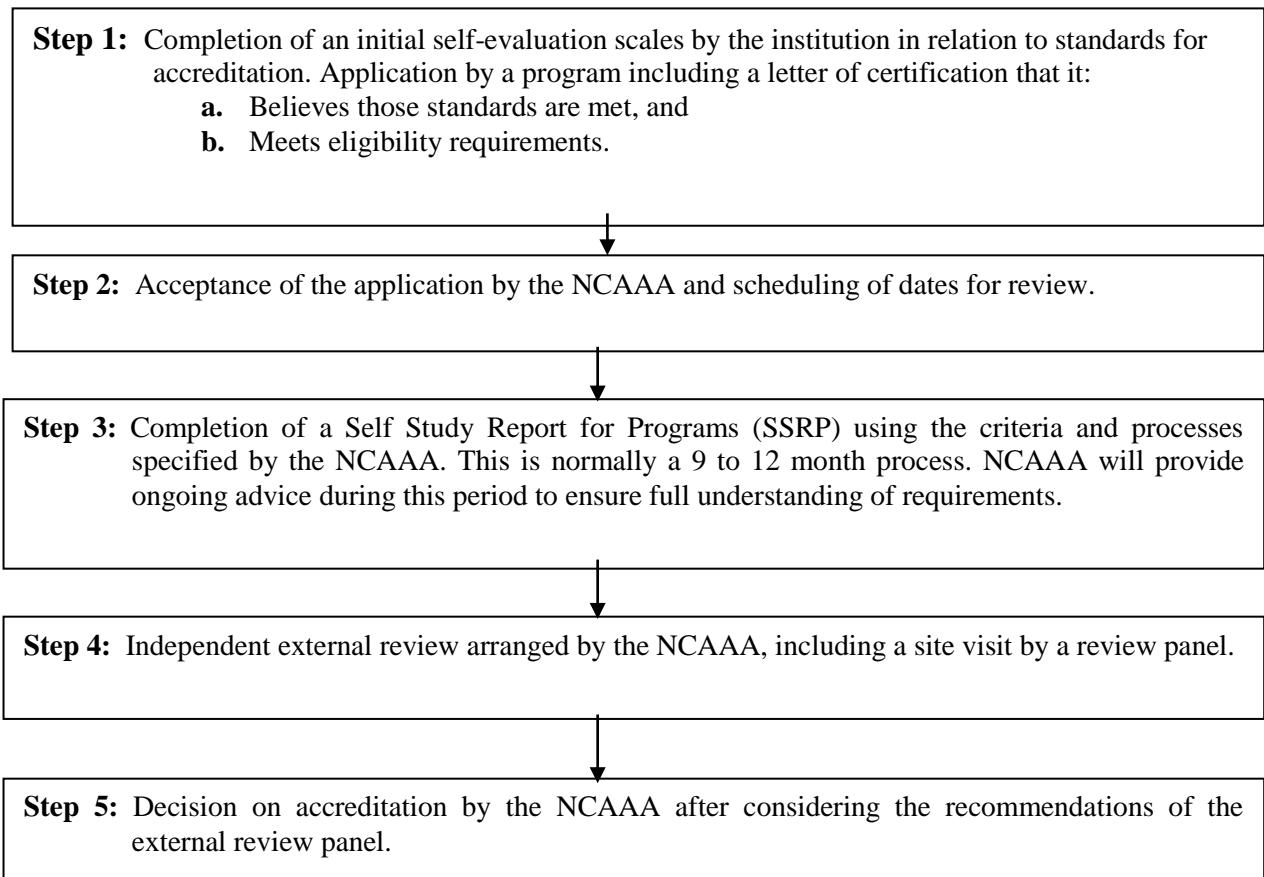 Step 1: Completion of an initial self-evaluation scales by the institution in relation to standards for
accreditation. Application by a program including a letter of certification that it:
a. Believes those standards are met, and
b. Meets eligibility requirements.
Step 2: Acceptance of the application by the NCAAA and scheduling of dates for review.
Step 3: Completion of a Self Study Report for Programs (SSRP) using the criteria and processes
specified by the NCAAA. This is normally a 9 to 12 month process. NCAAA will provide
ongoing advice during this period to ensure full understanding of requirements.
Step 4: Independent external review arranged by the NCAAA, including a site visit by a review panel.
Step 5: Decision on accreditation by the NCAAA after considering the recommendations of the
external review panel.